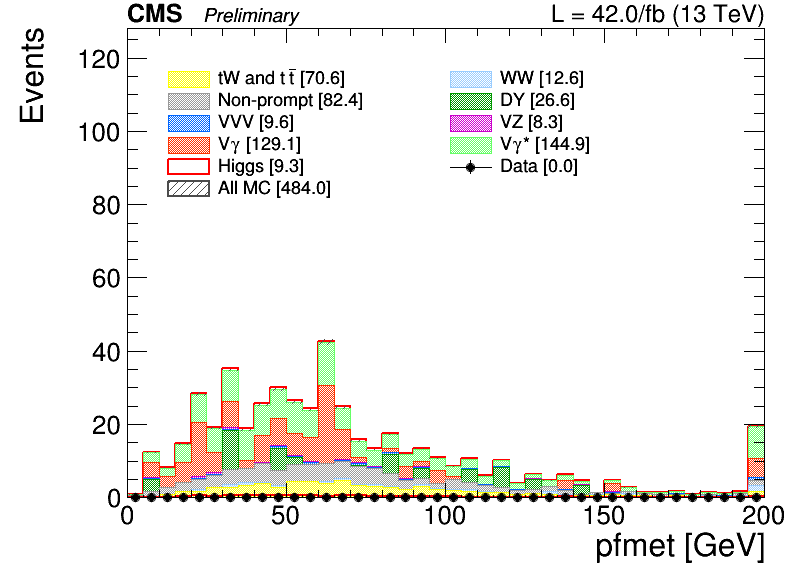 CMS Preliminary L = 42.0/fb (13 TeV)
Events
120
100
80
60
40
20
0
tW and t t̄ [70.6] WW [12.6]
Non-prompt [82.4] DY [26.6]
VVV [9.6] VZ [8.3]
Vγ [129.1] Vγ* [144.9]
Higgs [9.3] Data [0.0]
All MC [484.0]
0 50 100 150 200
pfmet [GeV]